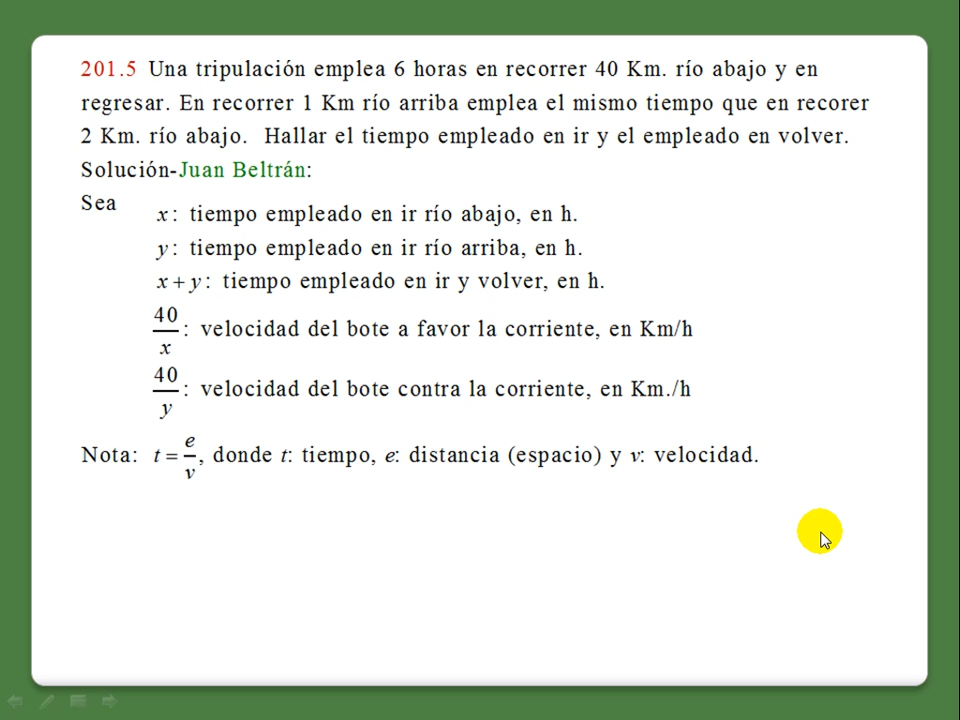 201.5 Una tripulación emplea 6 horas en recorrer 40 Km. río abajo y en
regresar. En recorrer 1 Km río arriba emplea el mismo tiempo que en recorer
2 Km. río abajo. Hallar el tiempo empleado en ir y el empleado en volver.
Solución-Juan Beltrán:
Sea
x: tiempo empleado en ir río abajo, en h.
y: tiempo empleado en ir río arriba, en h.
x + y: tiempo empleado en ir y volver, en h.
40/x: velocidad del bote a favor la corriente, en Km/h
40/y: velocidad del bote contra la corriente, en Km./h
Nota: t = e/v, donde t: tiempo, e: distancia (espacio) y v: velocidad.